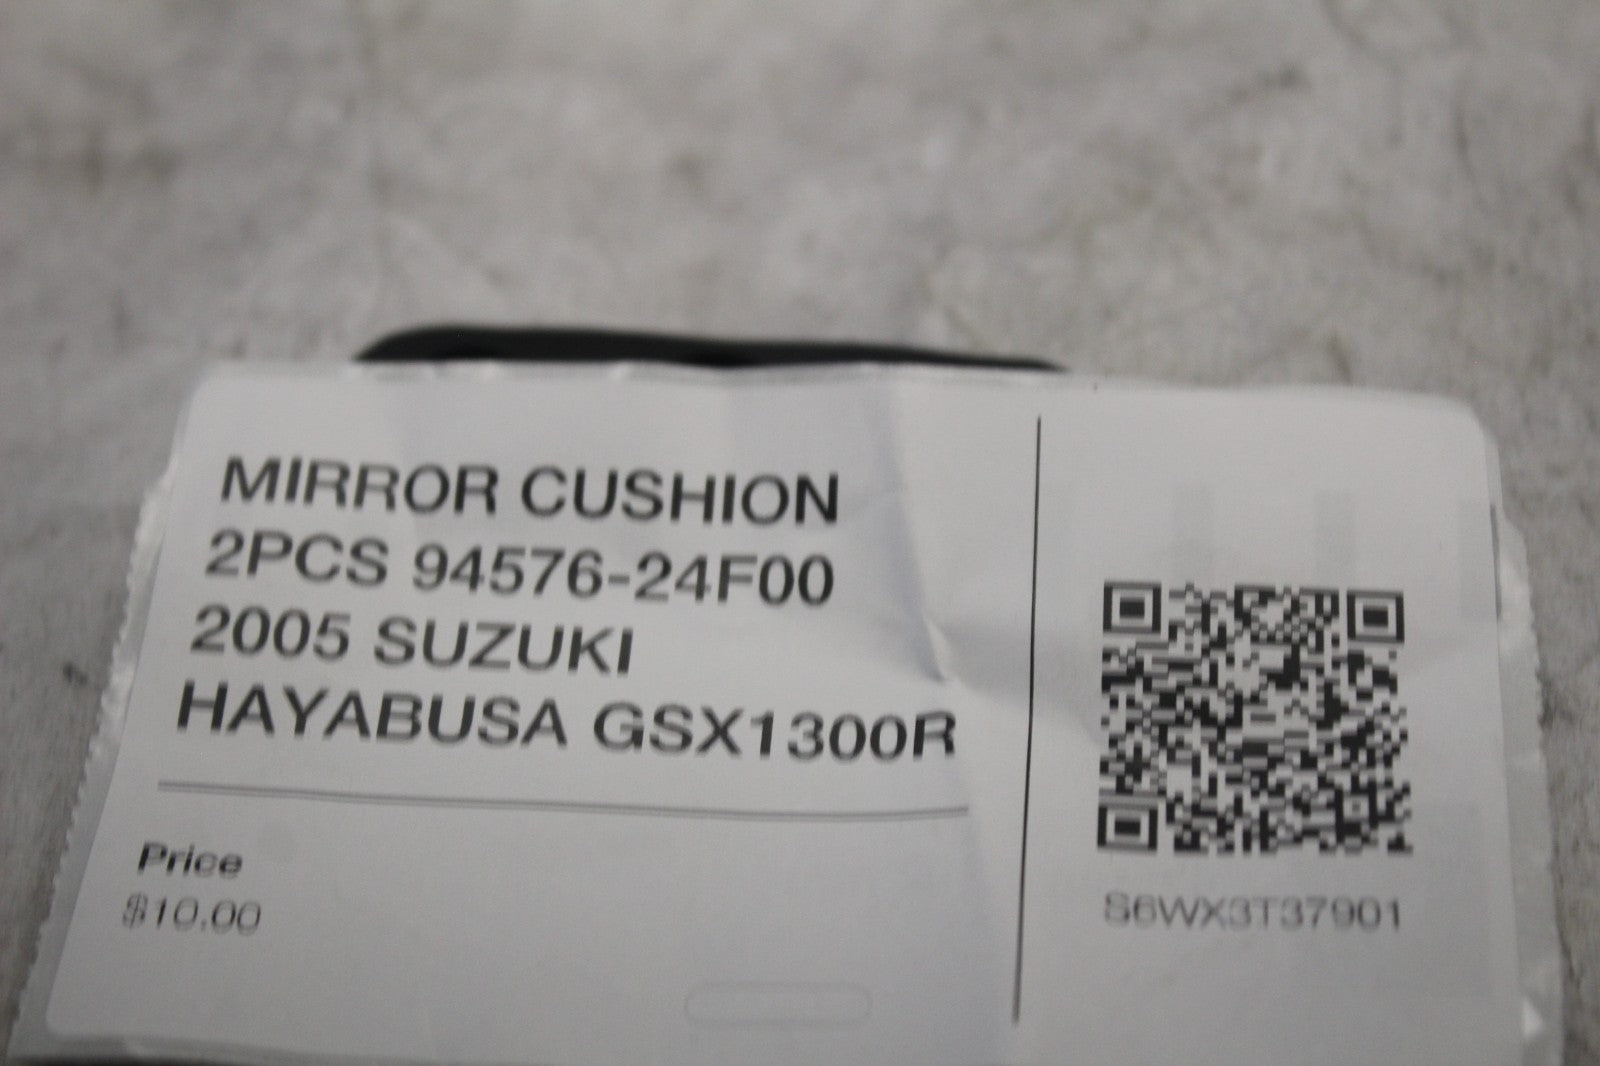 MIRROR CUSHION
2PCS 94576-24F00
2005 SUZUKI
HAYABUSA GSX1300R
Price
$10.00
S6WX3T37901